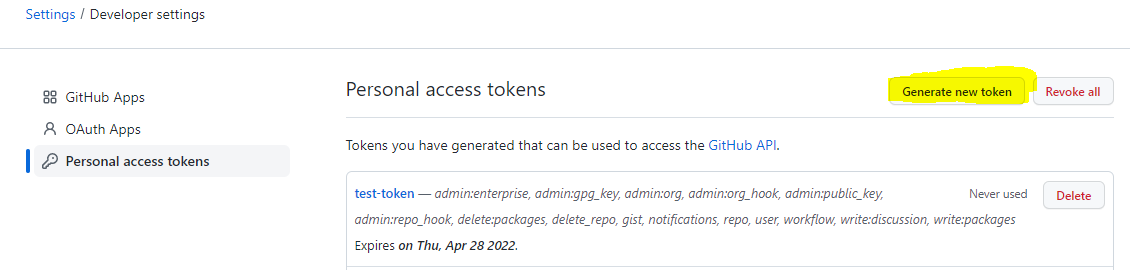 Settings / Developer settings
GitHub Apps
OAuth Apps
Personal access tokens
Personal access tokens
Generate new token
Revoke all
Tokens you have generated that can be used to access the GitHub API.
test-token — admin:enterprise, admin:gpg_key, admin:org, admin:org_hook, admin:public_key,
admin:repo_hook, delete:packages, delete_repo, gist, notifications, repo, user, workflow, write:discussion, write:packages
Never used
Delete
Expires on Thu, Apr 28 2022.